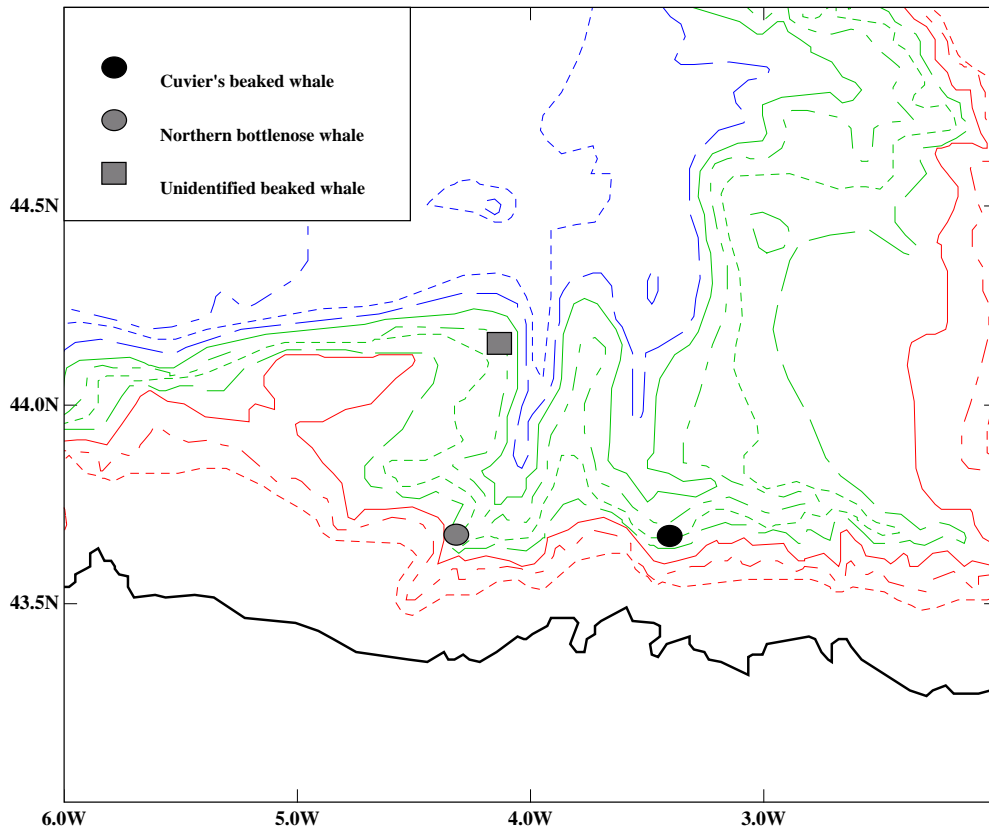 Cuvier's beaked whale
Northern bottlenose whale
Unidentified beaked whale
44.5N
44.0N
43.5N
6.0W 5.0W 4.0W 3.0W